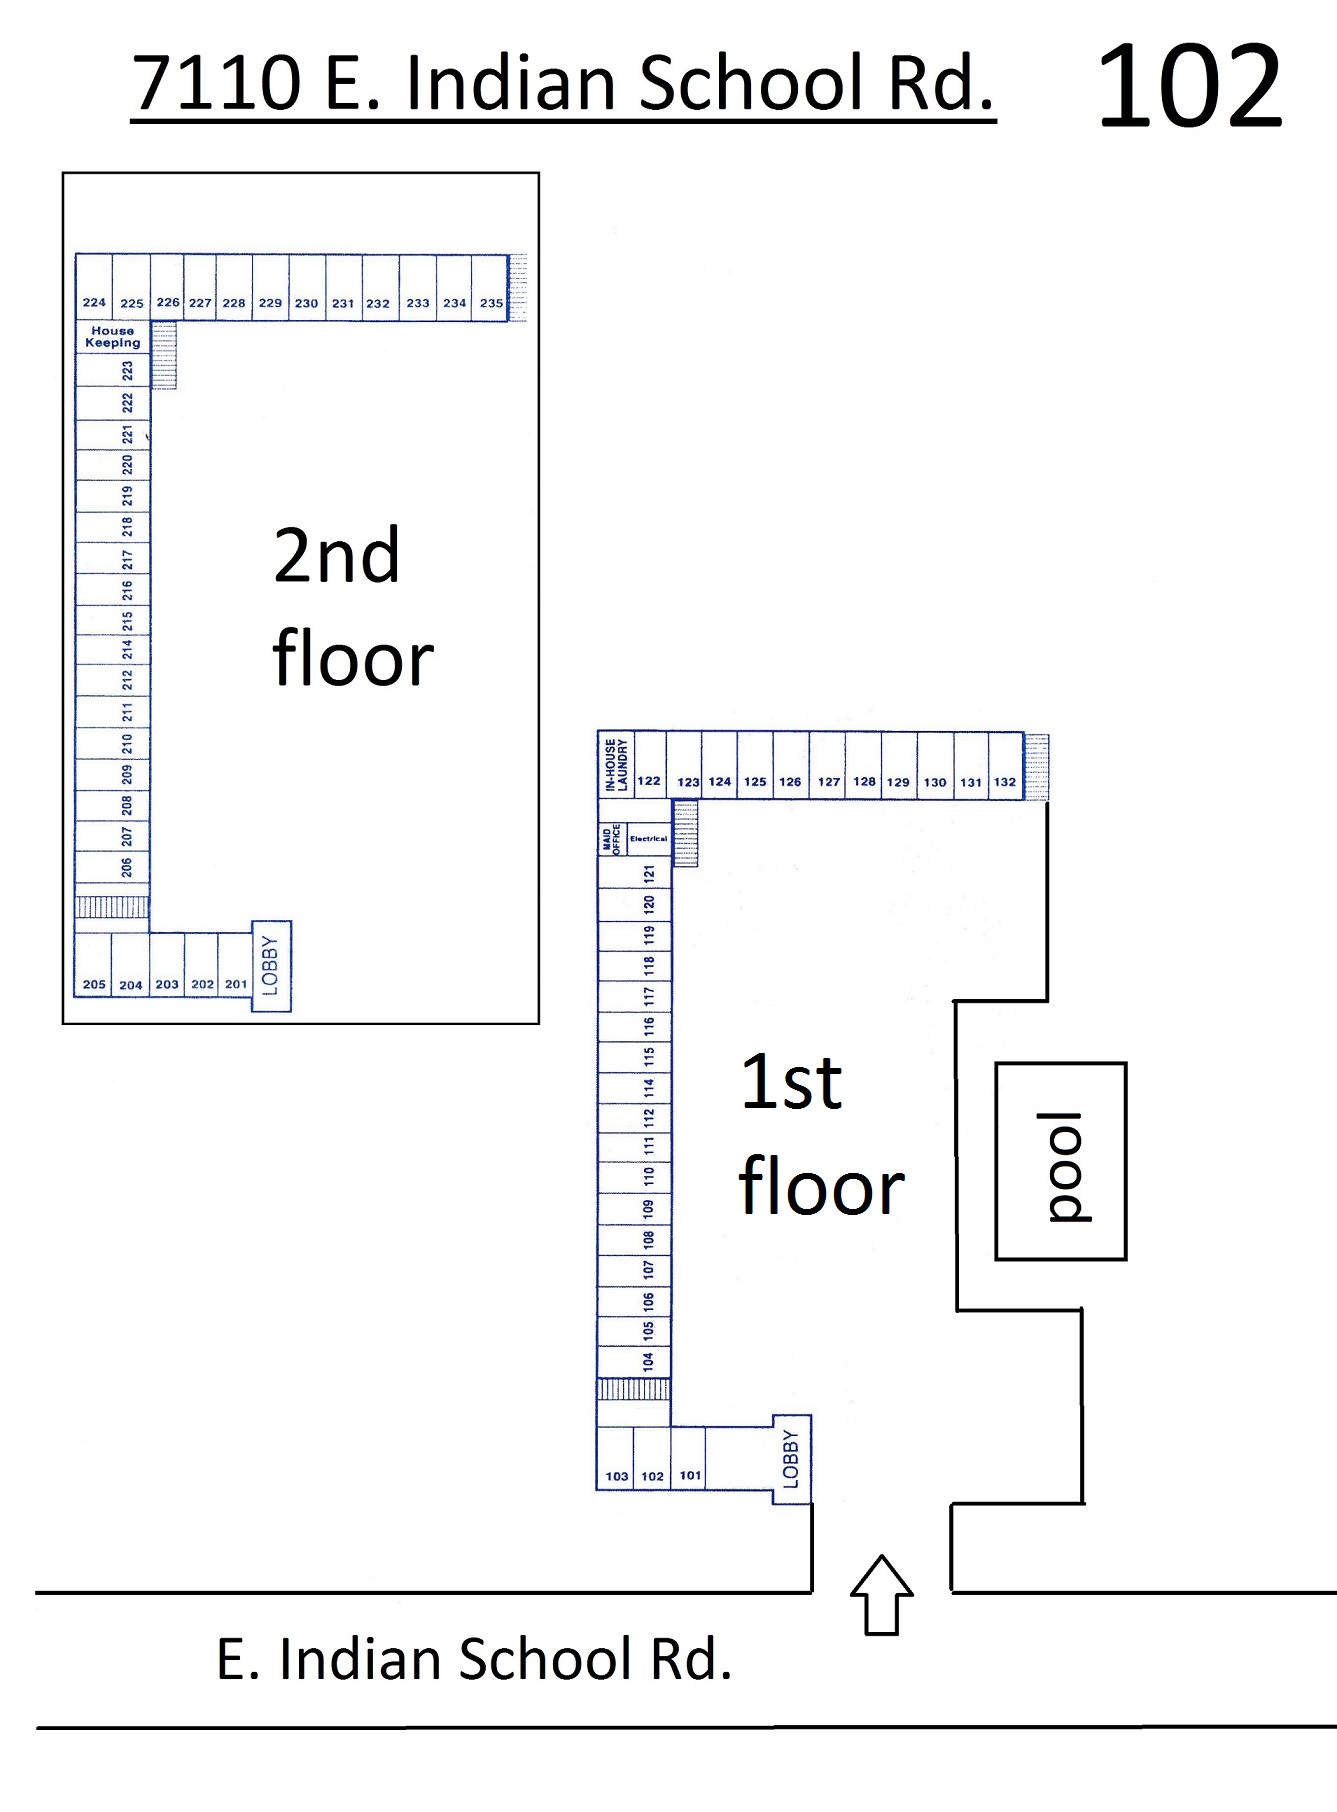 7110 E. Indian School Rd.
102
224 225 226 227 228 229 230 231 232 233 234 235
House
Keeping
223
222
221
220
219
218
217
216
215
214
212
211
210
209
208
207
206
205 204 203 202 201
LOBBY
2nd
floor
IN-HOUSE
LAUNDRY
122 123 124 125 126 127 128 129 130 131 132
MAID
OFFICE
Electrical
121
120
119
118
117
116
115
114
112
111
110
109
108
107
106
105
104
103 102 101
LOBBY
1st
floor
pool
E. Indian School Rd.